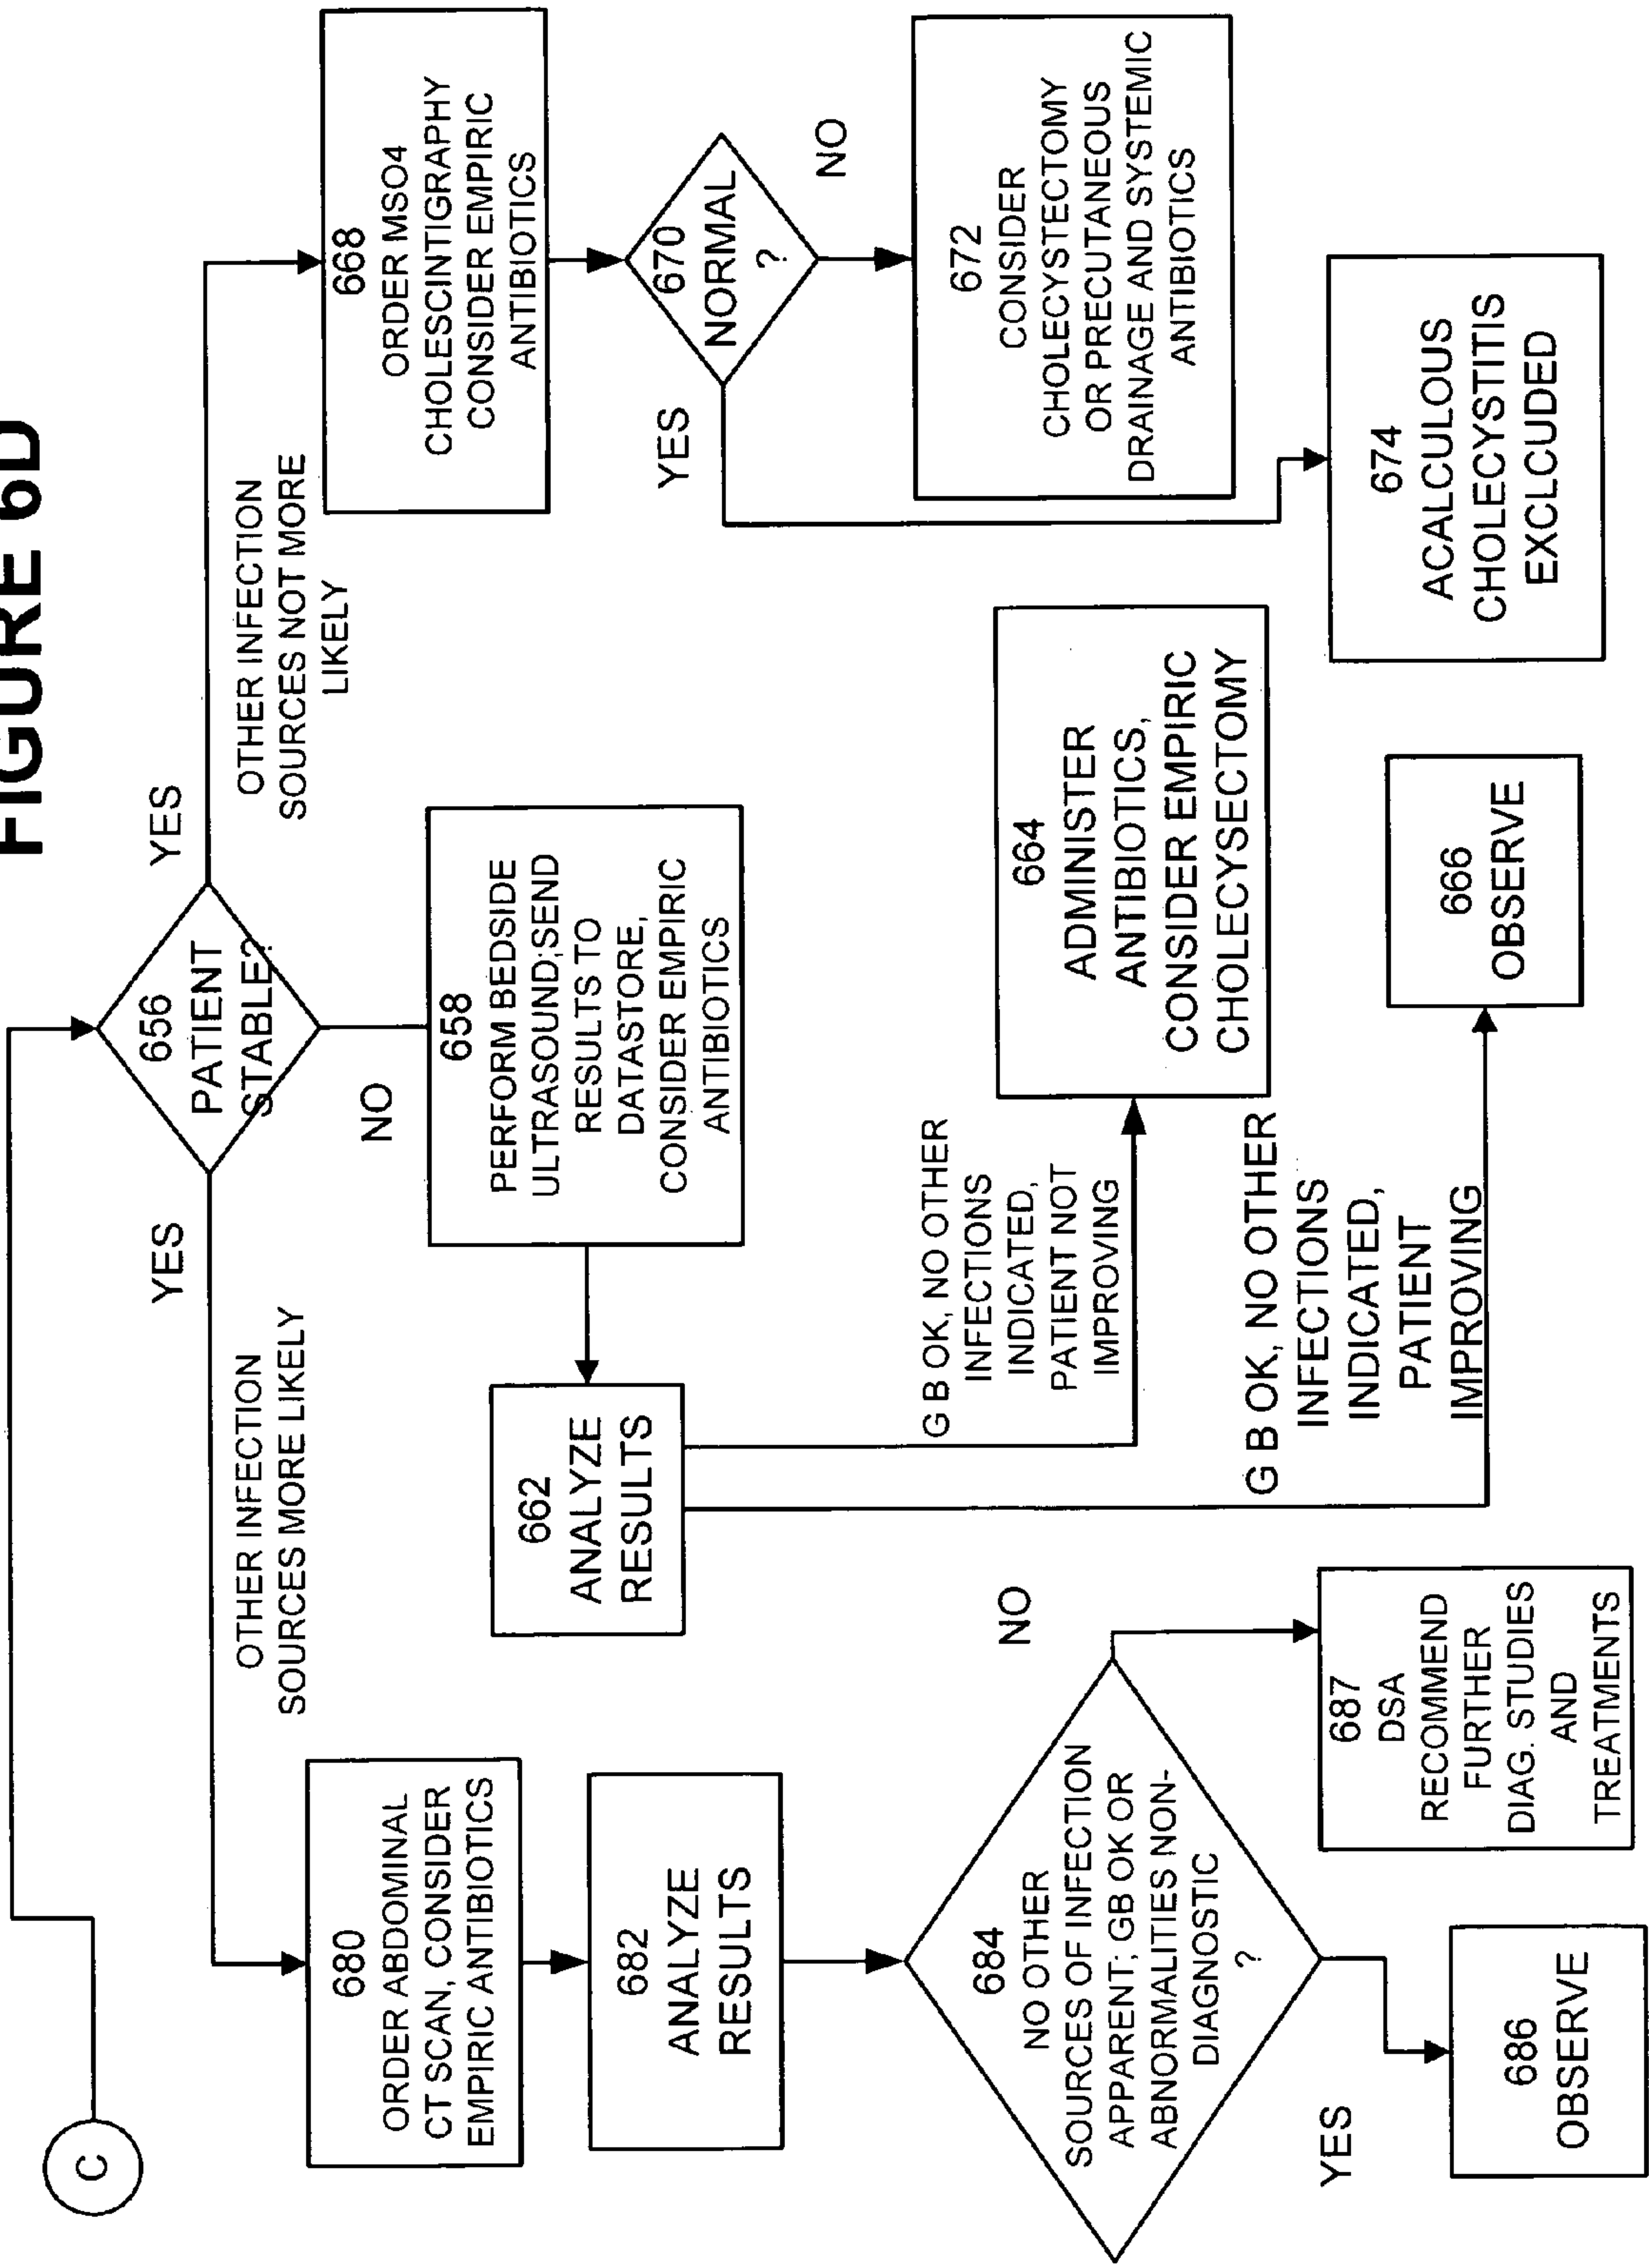 FIGURE 6D
C
656
PATIENT
STABLE?
YES
YES
NO
OTHER INFECTION
SOURCES MORE LIKELY
OTHER INFECTION
SOURCES NOT MORE
LIKELY
680
ORDER ABDOMINAL
CT SCAN, CONSIDER
EMPIRIC ANTIBIOTICS
682
ANALYZE
RESULTS
684
NO OTHER
SOURCES OF INFECTION
APPARENT; GB OK OR
ABNORMALITIES NON-
DIAGNOSTIC
?
YES
NO
686
OBSERVE
687
DSA
RECOMMEND
FURTHER
DIAG. STUDIES
AND
TREATMENTS
658
PERFORM BEDSIDE
ULTRASOUND;SEND
RESULTS TO
DATASTORE,
CONSIDER EMPIRIC
ANTIBIOTICS
662
ANALYZE
RESULTS
G B OK, NO OTHER
INFECTIONS
INDICATED,
PATIENT NOT
IMPROVING
G B OK, NO OTHER
INFECTIONS
INDICATED,
PATIENT
IMPROVING
664
ADMINISTER
ANTIBIOTICS,
CONSIDER EMPIRIC
CHOLECYSECTOMY
666
OBSERVE
668
ORDER MSO4
CHOLESCINTIGRAPHY
CONSIDER EMPIRIC
ANTIBIOTICS
670
NORMAL
?
YES
NO
672
CONSIDER
CHOLECYSTECTOMY
OR PRECUTANEOUS
DRAINAGE AND SYSTEMIC
ANTIBIOTICS
674
ACALCULOUS
CHOLECYSTITIS
EXCLCUDED